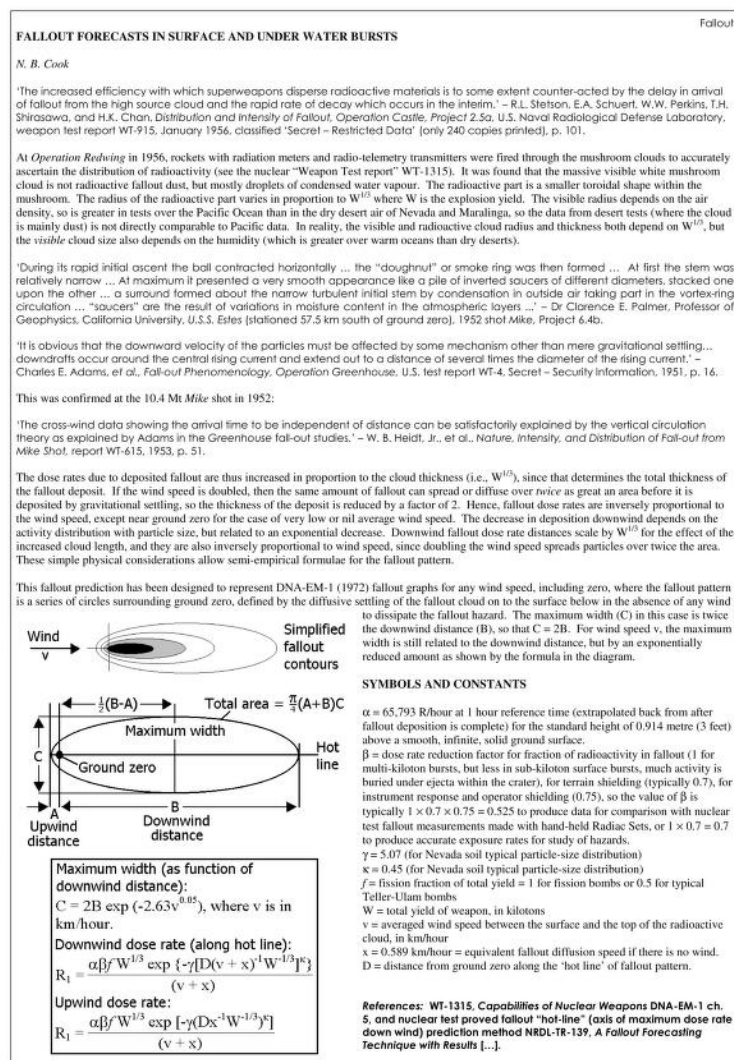 Fallout
FALLOUT FORECASTS IN SURFACE AND UNDER WATER BURSTS
N. B. Cook
'The increased efficiency with which superweapons disperse radioactive materials is to some extent counter-acted by the delay in arrival
of fallout from the high source cloud and the rapid rate of decay which occurs in the interim.' – R.L. Stetson, E.A. Schuert, W.W. Perkins, T.H.
Shirasawa, and H.K. Chan, Distribution and Intensity of Fallout, Operation Castle, Project 2.5a, U.S. Naval Radiological Defense Laboratory,
weapon test report WT-915, January 1956, classified 'Secret – Restricted Data' (only 240 copies printed), p. 101.
At Operation Redwing in 1956, rockets with radiation meters and radio-telemetry transmitters were fired through the mushroom clouds to accurately
ascertain the distribution of radioactivity (see the nuclear "Weapon Test report" WT-1315). It was found that the massive visible white mushroom
cloud is not radioactive fallout dust, but mostly droplets of condensed water vapour. The radioactive part is a smaller toroidal shape within the
mushroom. The radius of the radioactive part varies in proportion to W^1/3 where W is the explosion yield. The visible radius depends on the air
density, so is greater in tests over the Pacific Ocean than in the dry desert air of Nevada and Maralinga, so the data from desert tests (where the cloud
is mainly dust) is not directly comparable to Pacific data. In reality, the visible and radioactive cloud radius and thickness both depend on W^1/3, but
the visible cloud size also depends on the humidity (which is greater over warm oceans than dry deserts).
'During its rapid initial ascent the ball contracted horizontally ... the "doughnut" or smoke ring was then formed ... At first the stem was
relatively narrow ... At maximum it presented a very smooth appearance like a pile of inverted saucers of different diameters, stacked one
upon the other ... a surround formed about the narrow turbulent initial stem by condensation in outside air taking part in the vortex-ring
circulation ... "saucers" are the result of variations in moisture content in the atmospheric layers ...' – Dr Clarence E. Palmer, Professor of
Geophysics, California University, U.S.S. Estes (stationed 57.5 km south of ground zero), 1952 shot Mike, Project 6.4b.
'It is obvious that the downward velocity of the particles must be affected by some mechanism other than mere gravitational settling...
downdrafts occur around the central rising current and extend out to a distance of several times the diameter of the rising current.' –
Charles E. Adams, et al., Fall-out Phenomenology, Operation Greenhouse, U.S. test report WT-4, Secret – Security Information, 1951, p. 16.
This was confirmed at the 10.4 Mt Mike shot in 1952:
'The cross-wind data showing the arrival time to be independent of distance can be satisfactorily explained by the vertical circulation
theory as explained by Adams in the Greenhouse fall-out studies.' – W. B. Heidt, Jr., et al., Nature, Intensity, and Distribution of Fall-out from
Mike Shot, report WT-615, 1953, p. 51.
The dose rates due to deposited fallout are thus increased in proportion to the cloud thickness (i.e., W^1/3), since that determines the total thickness of
the fallout deposit. If the wind speed is doubled, then the same amount of fallout can spread or diffuse over twice as great an area before it is
deposited by gravitational settling, so the thickness of the deposit is reduced by a factor of 2. Hence, fallout dose rates are inversely proportional to
the wind speed, except near ground zero for the case of very low or nil average wind speed. The decrease in deposition downwind depends on the
activity distribution with particle size, but related to an exponential decrease. Downwind fallout dose rate distances scale by W^1/3 for the effect of the
increased cloud length, and they are also inversely proportional to wind speed, since doubling the wind speed spreads particles over twice the area.
These simple physical considerations allow semi-empirical formulae for the fallout pattern.
This fallout prediction has been designed to represent DNA-EM-1 (1972) fallout graphs for any wind speed, including zero, where the fallout pattern
is a series of circles surrounding ground zero, defined by the diffusive settling of the fallout cloud on to the surface below in the absence of any wind
to dissipate the fallout hazard. The maximum width (C) in this case is twice
the downwind distance (B), so that C = 2B. For wind speed v, the maximum
width is still related to the downwind distance, but by an exponentially
reduced amount as shown by the formula in the diagram.
Wind
v
Simplified
fallout
contours
½(B-A)
Total area = π/4(A+B)C
Maximum width
C
Ground zero
Hot
line
A
B
Upwind
distance
Downwind
distance
Maximum width (as function of
downwind distance):
C = 2B exp (-2.63v^0.05), where v is in
km/hour.
Downwind dose rate (along hot line):
R₁ = αβf W^1/3 exp {-γ[D(v + x)^-1W^-1/3]^κ}
(v + x)
Upwind dose rate:
R₁ = αβf W^1/3 exp [-γ(Dx^-1W^-1/3)^κ]
(v + x)
SYMBOLS AND CONSTANTS
α = 65,793 R/hour at 1 hour reference time (extrapolated back from after
fallout deposition is complete) for the standard height of 0.914 metre (3 feet)
above a smooth, infinite, solid ground surface.
β = dose rate reduction factor for fraction of radioactivity in fallout (1 for
multi-kiloton bursts, but less in sub-kiloton surface bursts, much activity is
buried under ejecta within the crater), for terrain shielding (typically 0.7), for
instrument response and operator shielding (0.75), so the value of β is
typically 1 × 0.7 × 0.75 = 0.525 to produce data for comparison with nuclear
test fallout measurements made with hand-held Radiac Sets, or 1 × 0.7 = 0.7
to produce accurate exposure rates for study of hazards.
γ = 5.07 (for Nevada soil typical particle-size distribution)
κ = 0.45 (for Nevada soil typical particle-size distribution)
f = fission fraction of total yield = 1 for fission bombs or 0.5 for typical
Teller-Ulam bombs
W = total yield of weapon, in kilotons
v = averaged wind speed between the surface and the top of the radioactive
cloud, in km/hour
x = 0.589 km/hour = equivalent fallout diffusion speed if there is no wind.
D = distance from ground zero along the 'hot line' of fallout pattern.
References: WT-1315, Capabilities of Nuclear Weapons DNA-EM-1 ch.
5, and nuclear test proved fallout "hot-line" (axis of maximum dose rate
down wind) prediction method NRDL-TR-139, A Fallout Forecasting
Technique with Results [...].